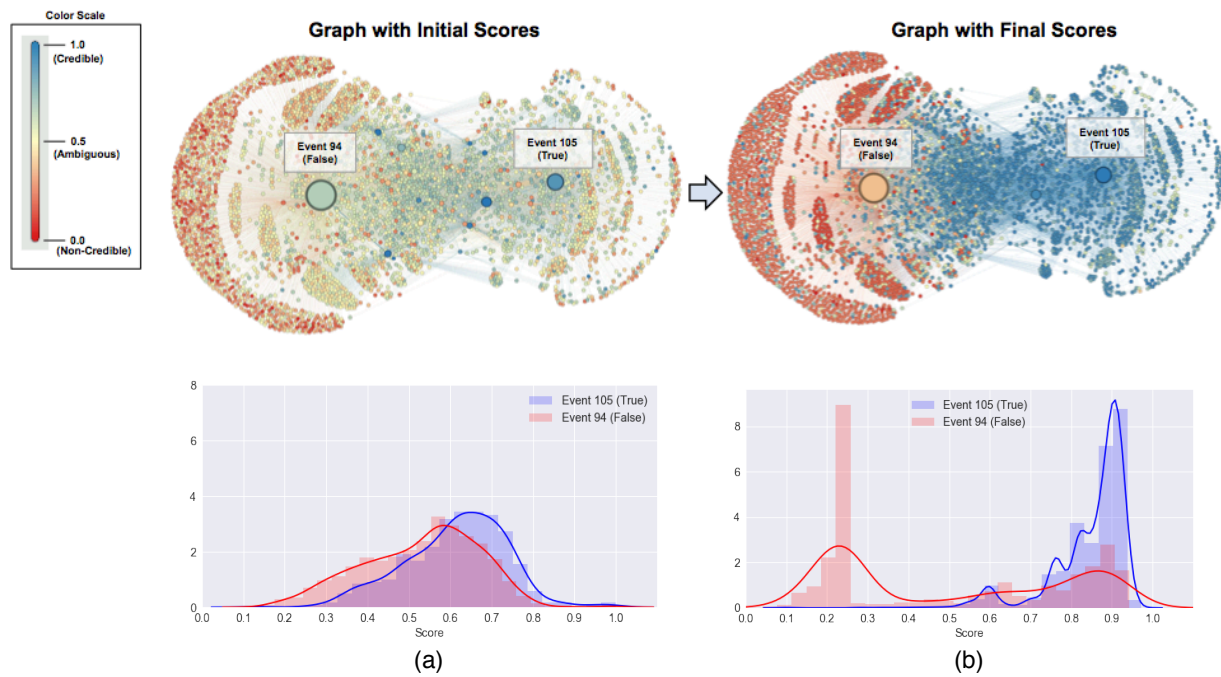 Color Scale
1.0
(Credible)
0.5
(Ambiguous)
0.0
(Non-Credible)
Graph with Initial Scores
Event 94
(False)
Event 105
(True)
Graph with Final Scores
Event 94
(False)
Event 105
(True)
8
6
4
2
0
Event 105 (True)
Event 94 (False)
0.0 0.1 0.2 0.3 0.4 0.5 0.6 0.7 0.8 0.9 1.0
Score
(a)
8
6
4
2
0
Event 105 (True)
Event 94 (False)
0.0 0.1 0.2 0.3 0.4 0.5 0.6 0.7 0.8 0.9 1.0
Score
(b)